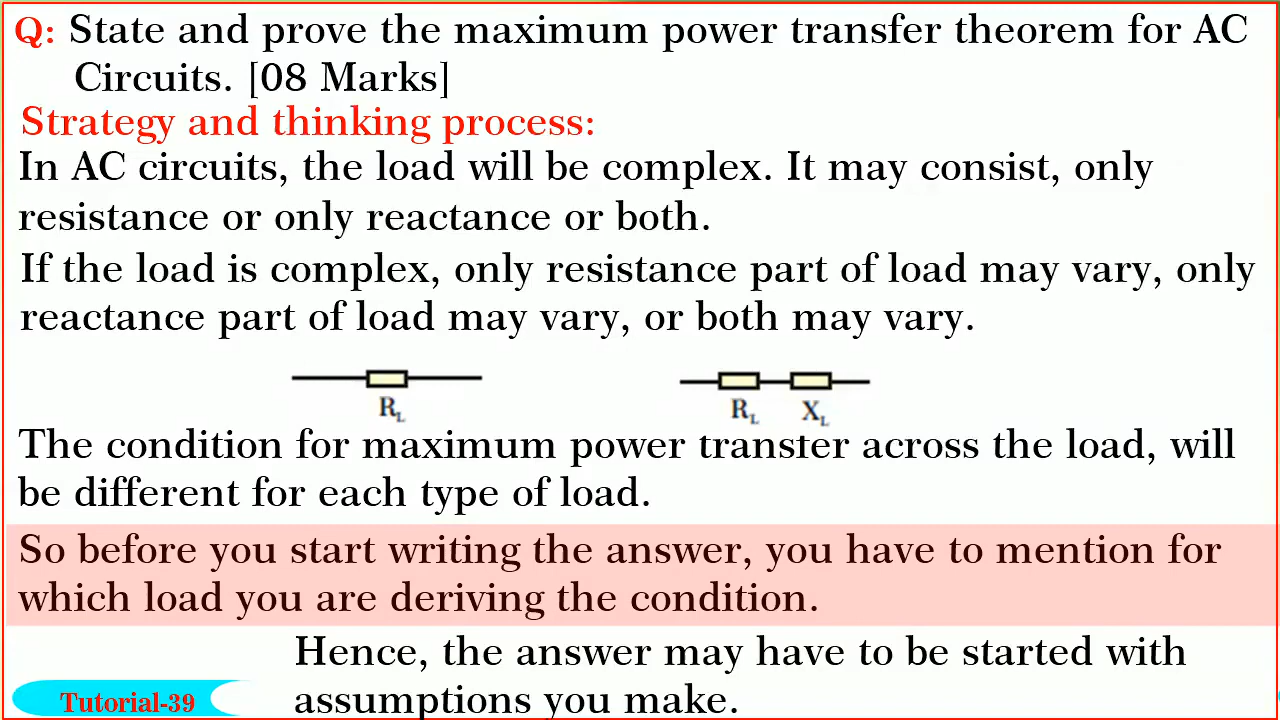 Q: State and prove the maximum power transfer theorem for AC
Circuits. [08 Marks]
Strategy and thinking process:
In AC circuits, the load will be complex. It may consist, only
resistance or only reactance or both.
If the load is complex, only resistance part of load may vary, only
reactance part of load may vary, or both may vary.
R_L
R_L X_L
The condition for maximum power transfer across the load, will
be different for each type of load.
So before you start writing the answer, you have to mention for
which load you are deriving the condition.
Hence, the answer may have to be started with
assumptions you make.
Tutorial-39